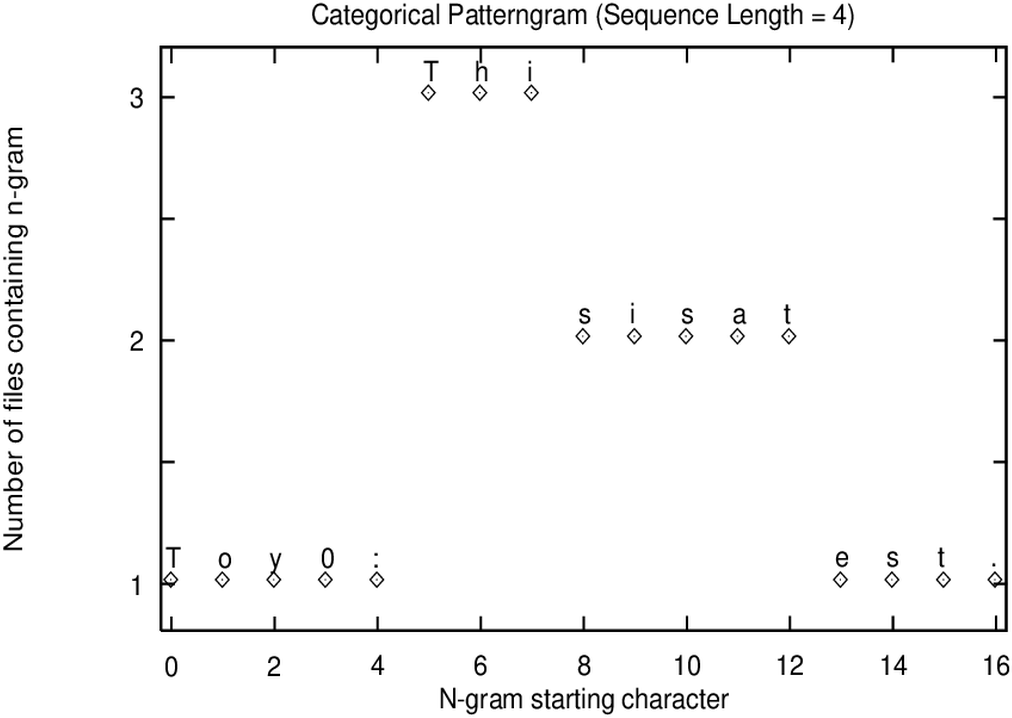 Categorical Patterngram (Sequence Length = 4)
Number of files containing n-gram
3
T h i
2
s i s a t
1
T o y 0 : e s t .
0 2 4 6 8 10 12 14 16
N-gram starting character